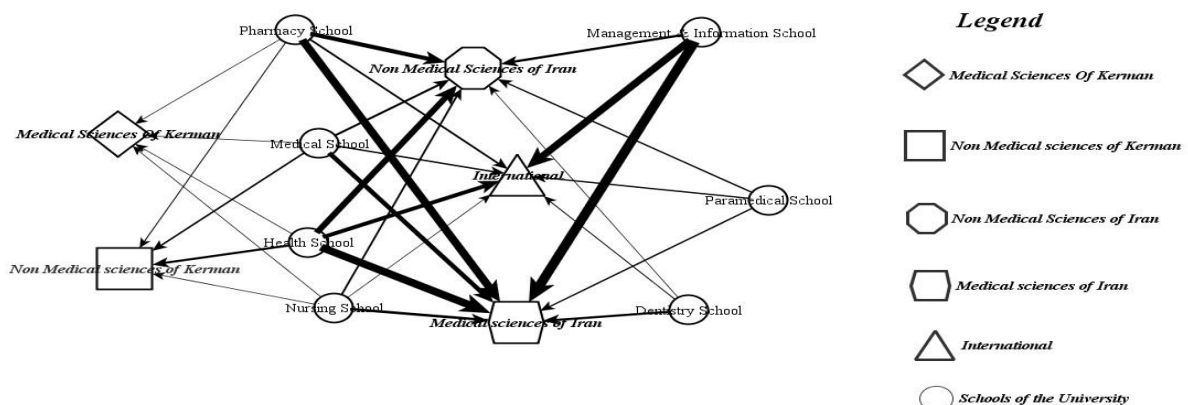 Pharmacy School
Management & Information School
Non Medical Sciences of Iran
Medical Sciences Of Kerman
Medical School
International
Paramedical School
Health School
Non Medical sciences of Kerman
Nursing School
Medical sciences of Iran
Dentistry School
Legend
Medical Sciences Of Kerman
Non Medical sciences of Kerman
Non Medical Sciences of Iran
Medical sciences of Iran
International
Schools of the University